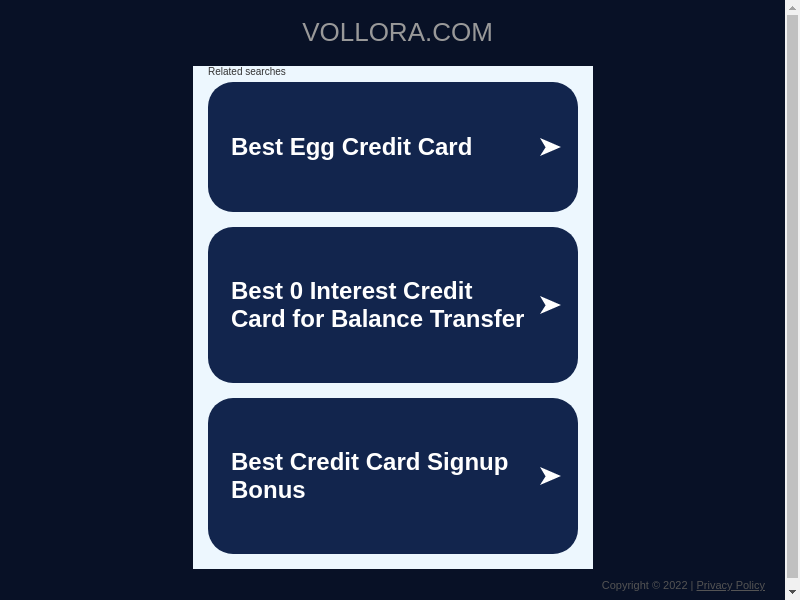 VOLLORA.COM
Related searches
Best Egg Credit Card
Best 0 Interest Credit
Card for Balance Transfer
Best Credit Card Signup
Bonus
Copyright © 2022 | Privacy Policy